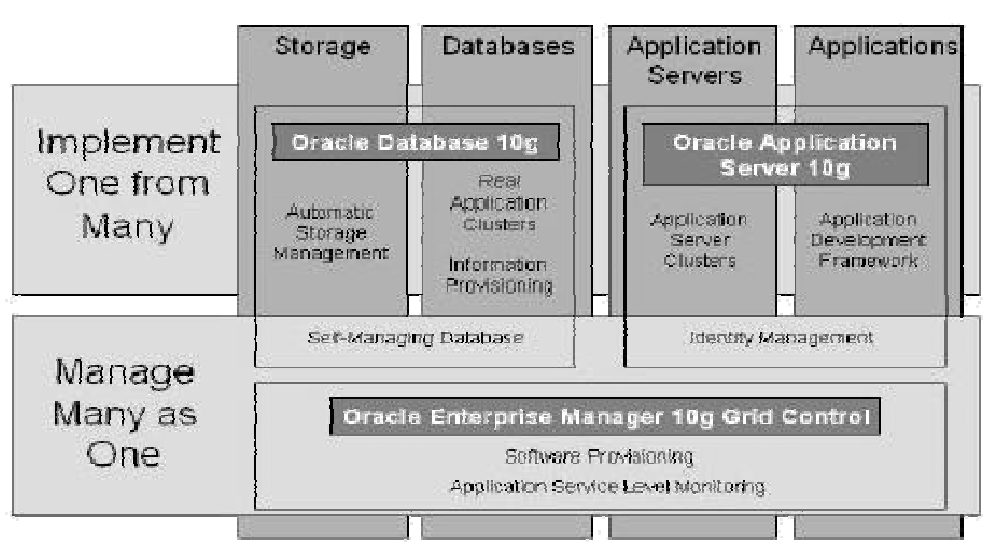 Storage
Databases
Application
Servers
Applications
Implement
One from
Many
Oracle Database 10g
Oracle Application
Server 10g
Automatic
Storage
Management
Real
Application
Clusters
Information
Provisioning
Application
Server
Clusters
Application
Development
Framework
Self-Managing Database
Identity Management
Manage
Many as
One
Oracle Enterprise Manager 10g Grid Control
Software Provisioning
Application Service Level Monitoring